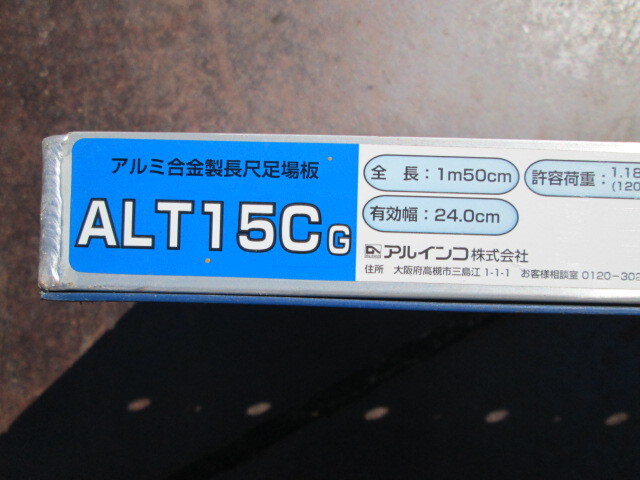 アルミ合金製長尺足場板
ALT15CG
全 長：1m50cm
許容荷重：1.18
(120
有効幅：24.0cm
アルインコ株式会社
住所 大阪府高槻市三島江1-1-1 お客様相談室 0120-302